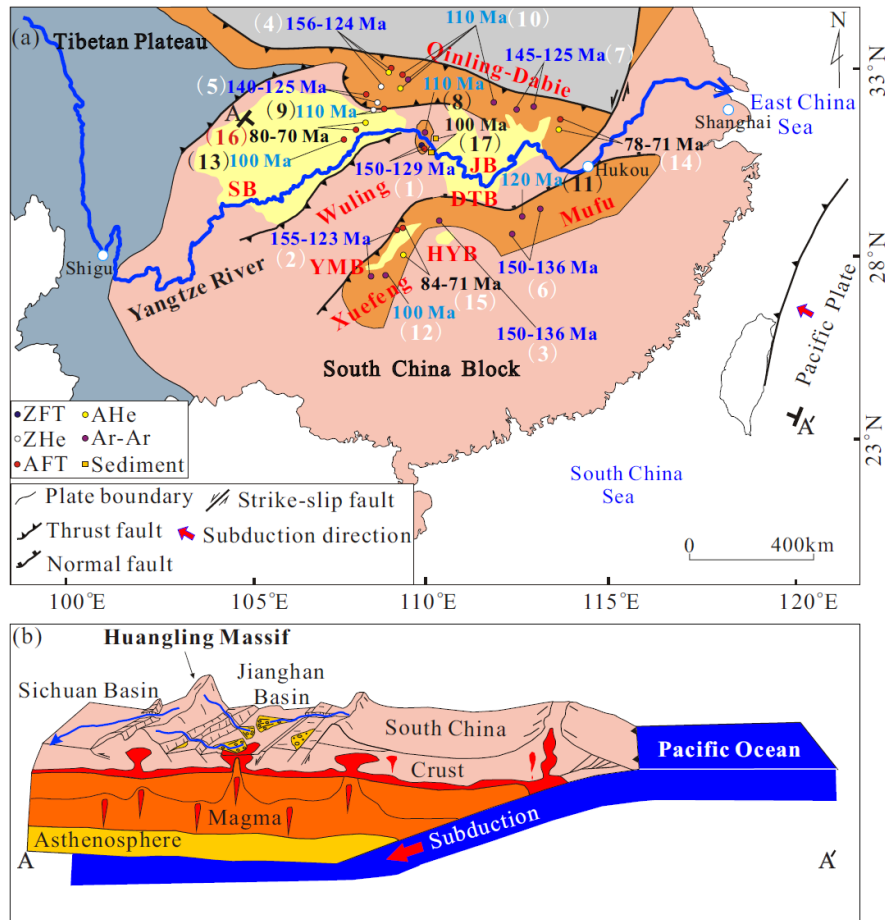 (a)
Tibetan Plateau
(4) 156-124 Ma
110 Ma (10)
N
Qinling-Dabie
145-125 Ma (7)
33°N
(5) 140-125 Ma
110 Ma
(8)
East China
Sea
A
(9) 110 Ma
(16) 80-70 Ma
100 Ma
(17)
Shanghai
(13) 100 Ma
JB
78-71 Ma
(14)
SB
150-129 Ma
(1)
Hukou
120 Ma (11)
Wuling
DTB
Mufu
155-123 Ma
(2)
HYB
Shigu
YMB
28°N
Yangtze River
84-71 Ma
(15)
150-136 Ma
(6)
Xuefeng
100 Ma
(12)
150-136 Ma
(3)
Pacific Plate
South China Block
A′
ZFT
AHe
ZHe
Ar-Ar
AFT
Sediment
23°N
South China
Sea
Plate boundary
Strike-slip fault
Thrust fault
Subduction direction
Normal fault
0 400km
100°E 105°E 110°E 115°E 120°E
(b)
Huangling Massif
Sichuan Basin
Jianghan
Basin
South China
Pacific Ocean
Crust
Magma
Subduction
Asthenosphere
A
A′